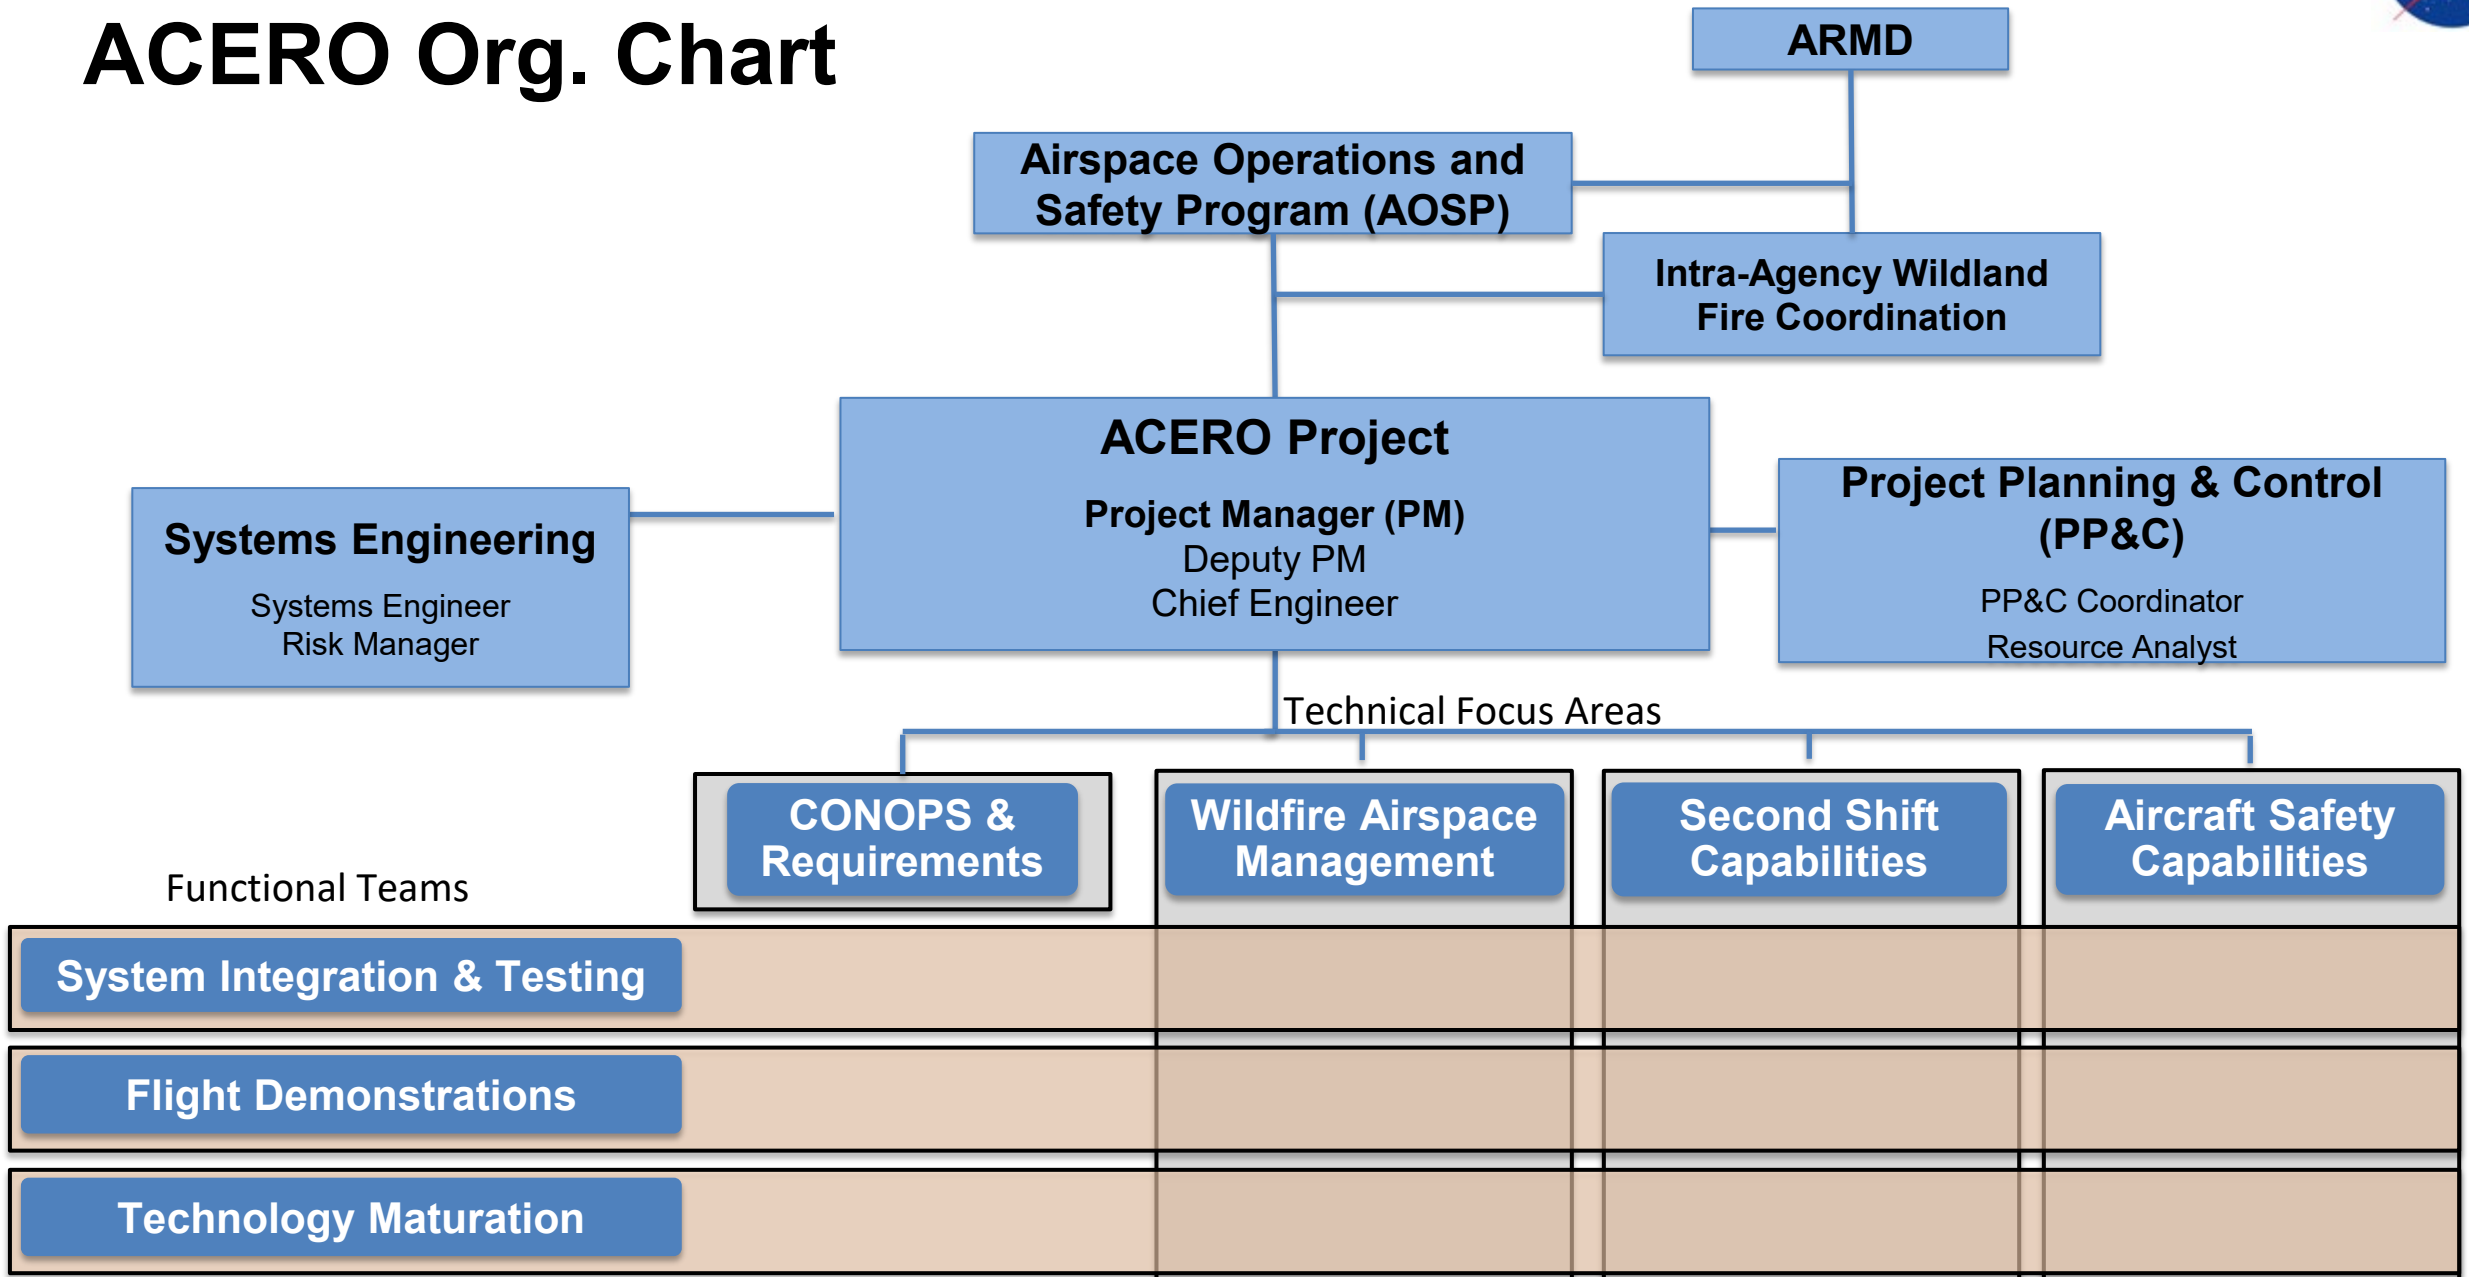 ACERO Org. Chart
ARMD
Airspace Operations and
Safety Program (AOSP)
Intra-Agency Wildland
Fire Coordination
ACERO Project
Project Manager (PM)
Deputy PM
Chief Engineer
Systems Engineering
Systems Engineer
Risk Manager
Project Planning & Control
(PP&C)
PP&C Coordinator
Resource Analyst
Technical Focus Areas
CONOPS &
Requirements
Wildfire Airspace
Management
Second Shift
Capabilities
Aircraft Safety
Capabilities
Functional Teams
System Integration & Testing
Flight Demonstrations
Technology Maturation